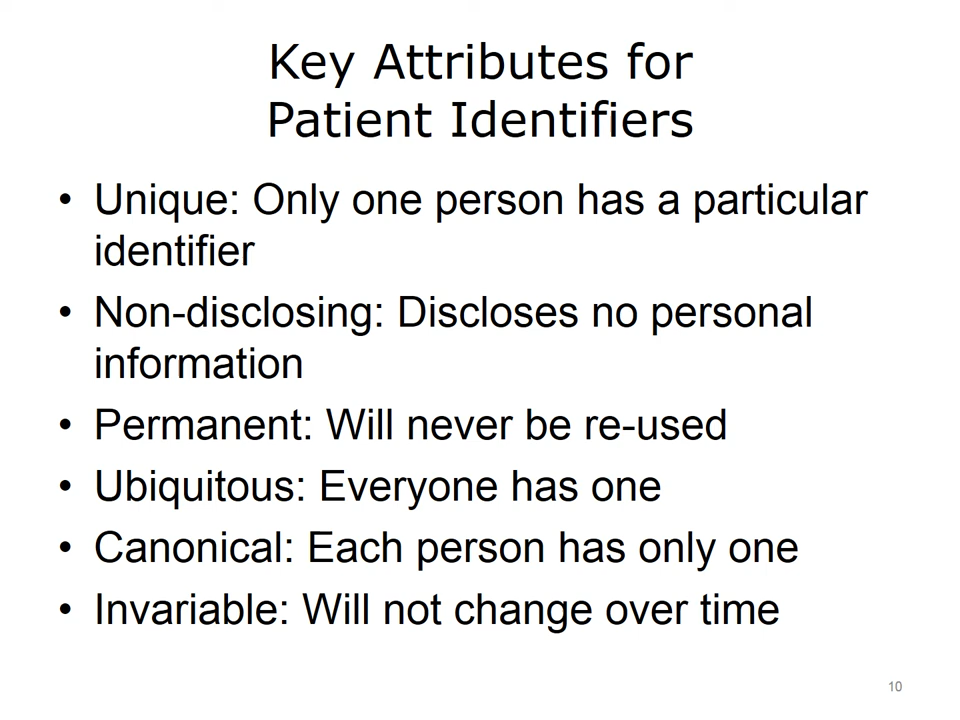 Key Attributes for
Patient Identifiers
• Unique: Only one person has a particular
identifier
• Non-disclosing: Discloses no personal
information
• Permanent: Will never be re-used
• Ubiquitous: Everyone has one
• Canonical: Each person has only one
• Invariable: Will not change over time
10